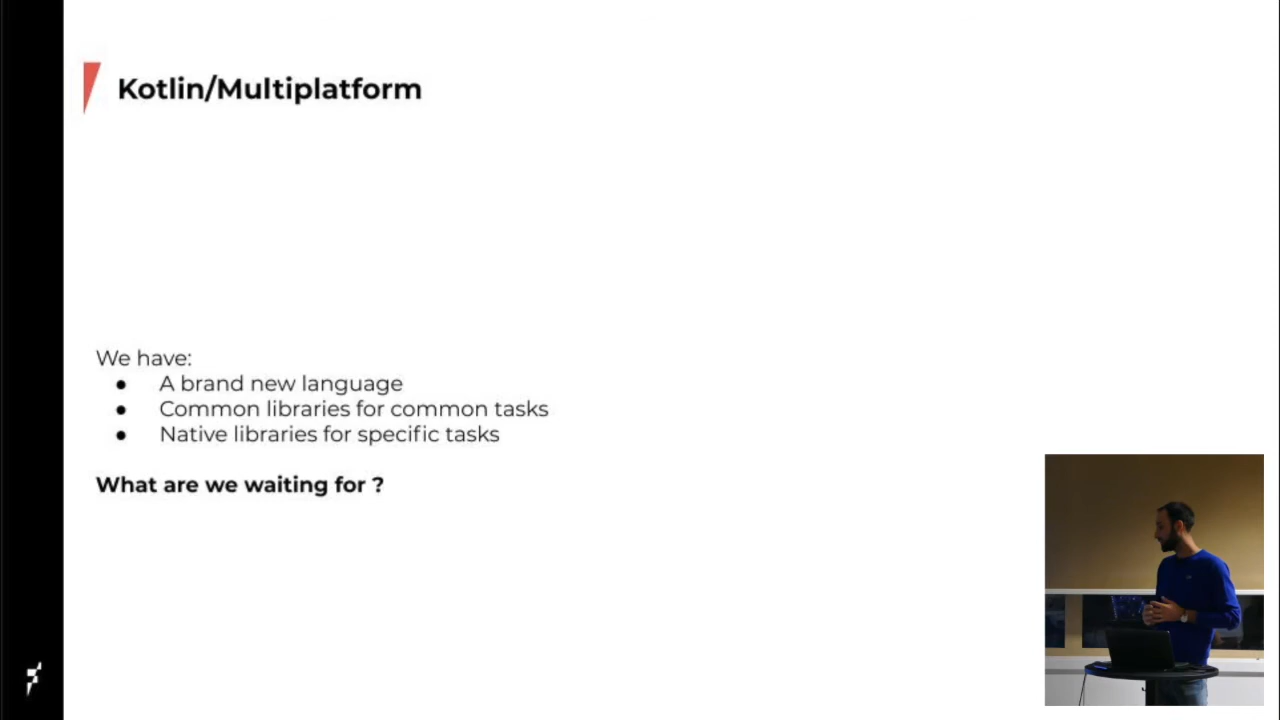 Kotlin/Multiplatform
We have:
● A brand new language
● Common libraries for common tasks
● Native libraries for specific tasks
What are we waiting for ?